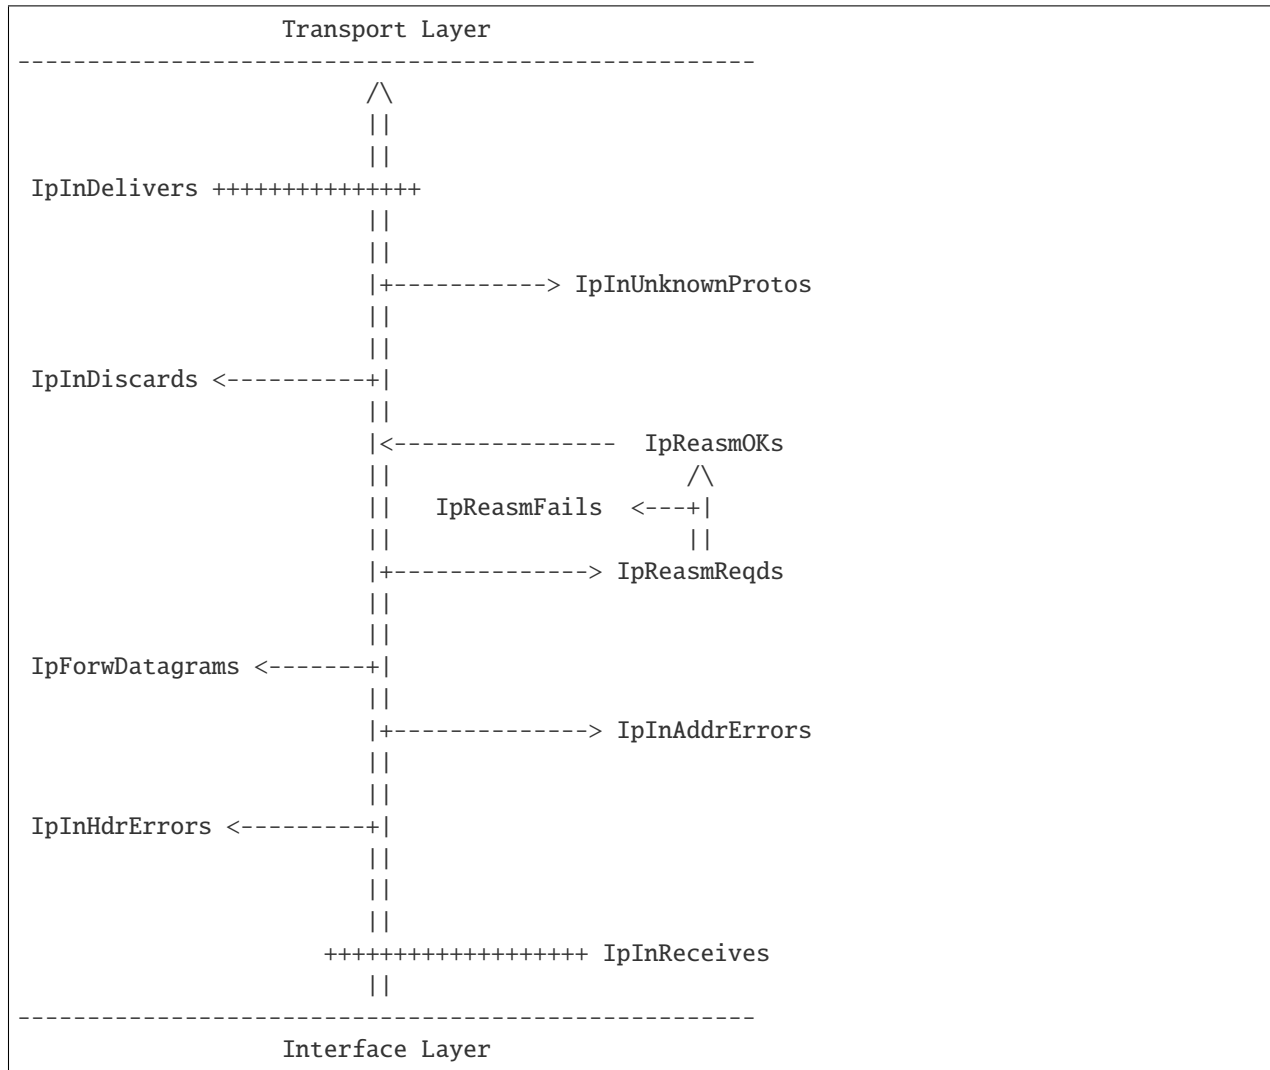 Transport Layer
-----------------------------------------------------
/\
||
||
IpInDelivers +++++++++++++++
||
||
|+-----------> IpInUnknownProtos
||
||
IpInDiscards <----------+|
||
|<---------------- IpReasmOKs
|| /\
|| IpReasmFails <---+|
|| ||
|+--------------> IpReasmReqds
||
||
IpForwDatagrams <-------+|
||
|+--------------> IpInAddrErrors
||
||
IpInHdrErrors <---------+|
||
||
||
+++++++++++++++++++ IpInReceives
||
-----------------------------------------------------
Interface Layer